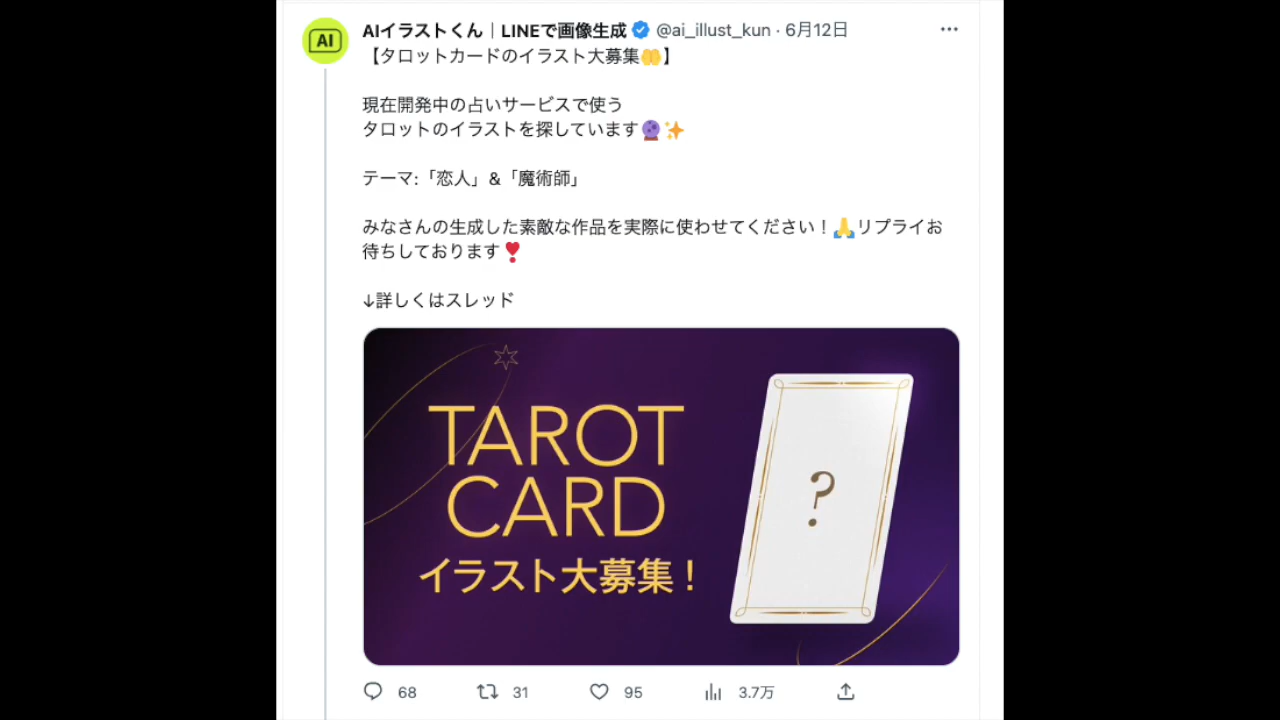 AI
AIイラストくん｜LINEで画像生成 @ai_illust_kun · 6月12日
【タロットカードのイラスト大募集🤲】
現在開発中の占いサービスで使う
タロットのイラストを探しています🔮✨
テーマ:「恋人」&「魔術師」
みなさんの生成した素敵な作品を実際に使わせてください！🙏リプライお
待ちしております❣️
↓詳しくはスレッド
TAROT
CARD
イラスト大募集！
?
68 31 95 3.7万